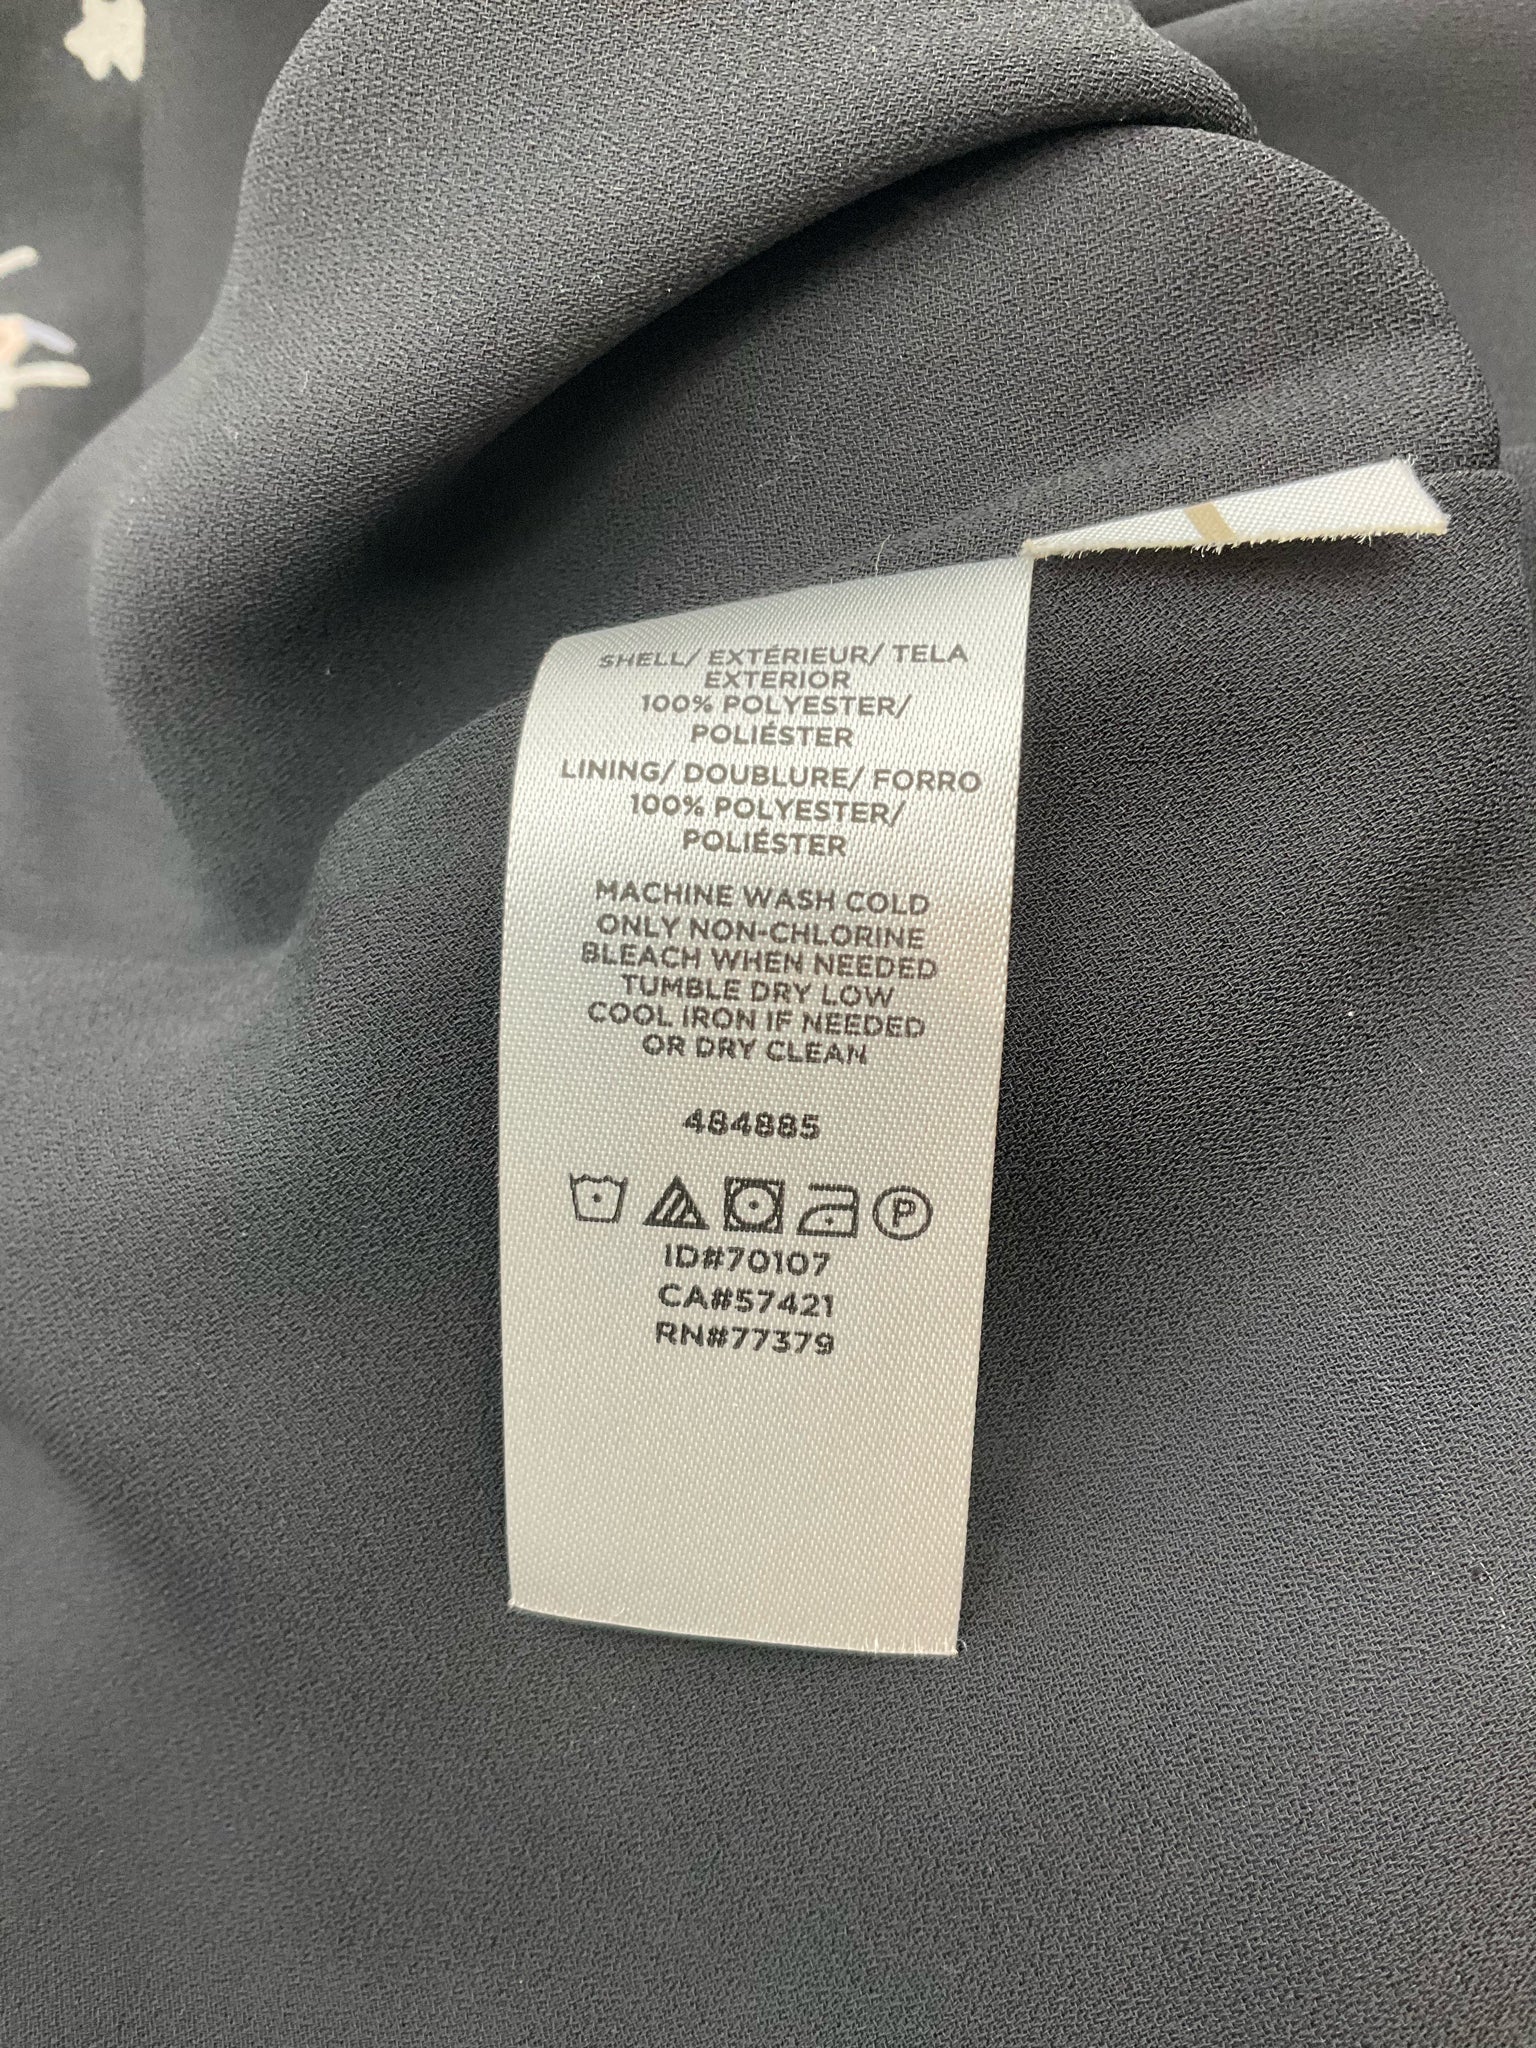 SHELL/ EXTÉRIEUR/ TELA
EXTERIOR
100% POLYESTER/
POLIÉSTER
LINING/ DOUBLURE/ FORRO
100% POLYESTER/
POLIÉSTER
MACHINE WASH COLD
ONLY NON-CHLORINE
BLEACH WHEN NEEDED
TUMBLE DRY LOW
COOL IRON IF NEEDED
OR DRY CLEAN
484885
P
ID#70107
CA#57421
RN#77379